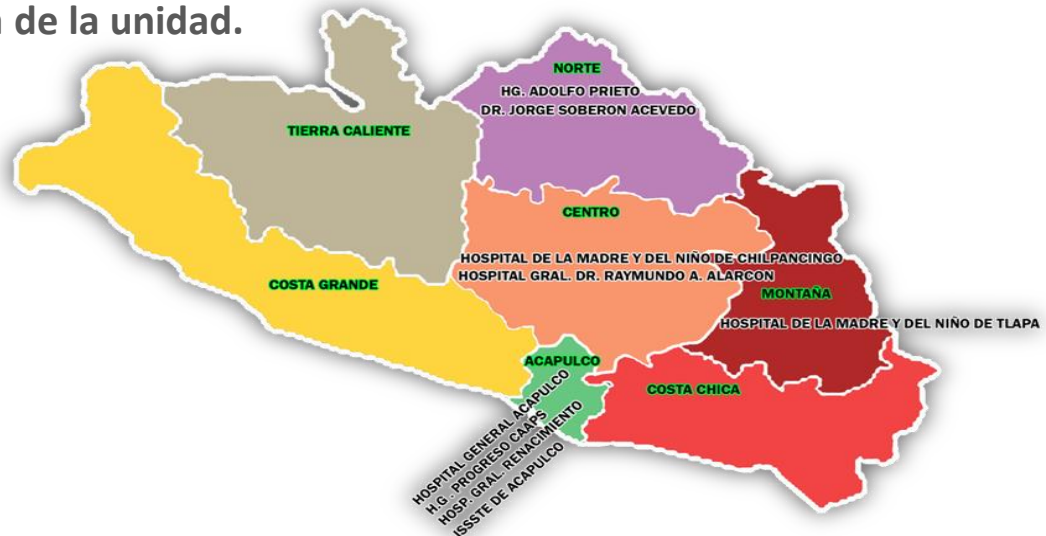 de la unidad.
NORTE
HG. ADOLFO PRIETO
DR. JORGE SOBERON ACEVEDO
TIERRA CALIENTE
CENTRO
HOSPITAL DE LA MADRE Y DEL NIÑO DE CHILPANCINGO
HOSPITAL GRAL. DR. RAYMUNDO A. ALARCON
COSTA GRANDE
MONTAÑA
HOSPITAL DE LA MADRE Y DEL NIÑO DE TLAPA
ACAPULCO
HOSPITAL GENERAL ACAPULCO
H.G . PROGRESO CAAPS
HOSP. GRAL. RENACIMIENTO
ISSSTE DE ACAPULCO
COSTA CHICA